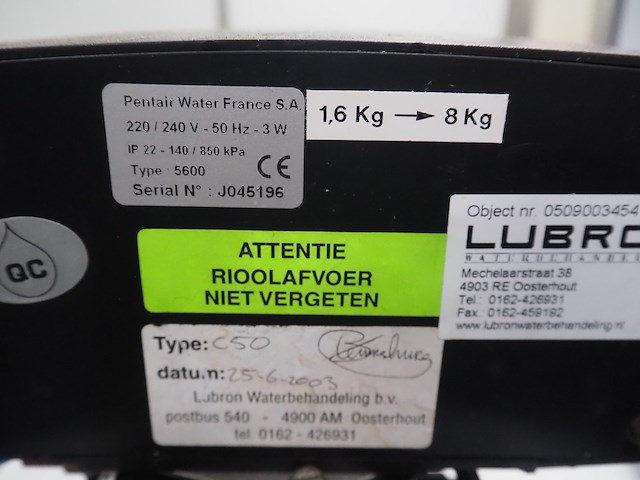 Pentair Water France S.A.
220 / 240 V - 50 Hz - 3 W
IP 22 - 140 / 850 kPa
Type : 5600
CE
Serial N° : J045196
1,6 Kg → 8 Kg
QC
ATTENTIE
RIOOLAFVOER
NIET VERGETEN
Object nr. 0509003454
LUBRO
WATERBEHANDEL
Mechelaarstraat 38
4903 RE Oosterhout
Tel.: 0162-426931
Fax.: 0162-459192
www.lubronwaterbehandeling.nl
Type: C50
datum: 25-6-2003
Lubron Waterbehandeling b.v.
postbus 540 - 4900 AM Oosterhout
tel. 0162 - 426931